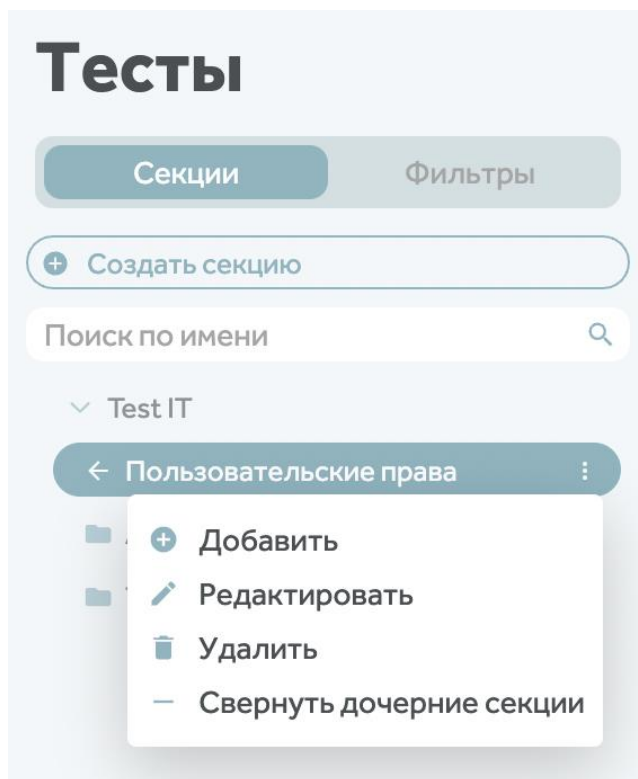 Тесты
Секции Фильтры
Создать секцию
Поиск по имени
Test IT
Пользовательские права
Добавить
Редактировать
Удалить
Свернуть дочерние секции